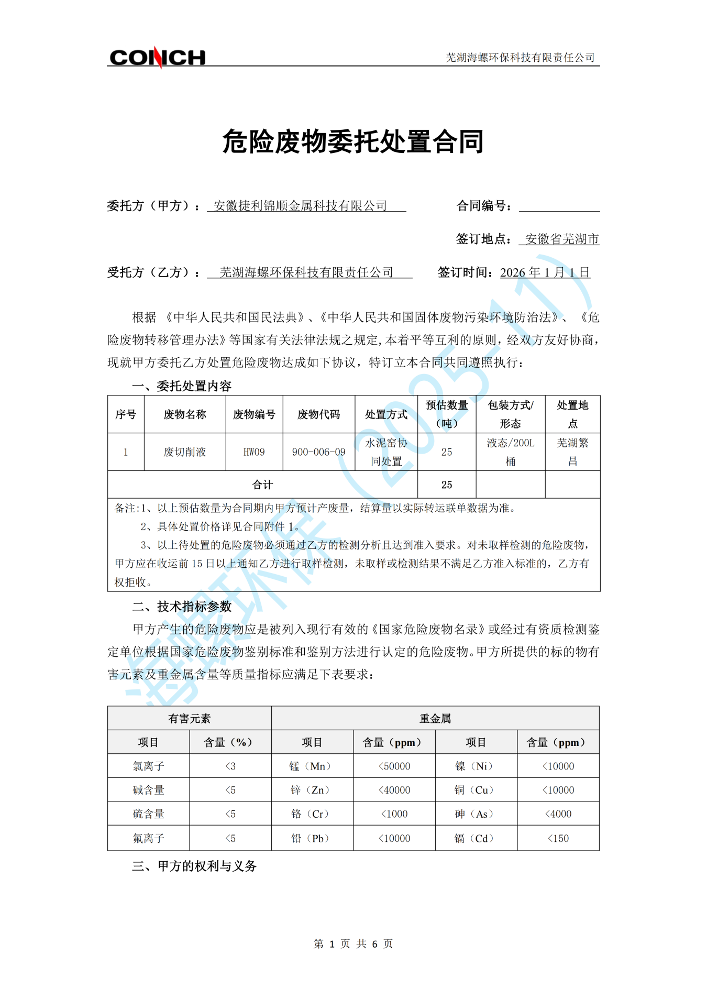 CONCH
芜湖海螺环保科技有限责任公司
危险废物委托处置合同
委托方（甲方）：安徽捷利锦顺金属科技有限公司 合同编号：
签订地点：安徽省芜湖市
受托方（乙方）：芜湖海螺环保科技有限责任公司 签订时间：2026 年 1 月 1 日
根据 《中华人民共和国民法典》、《中华人民共和国固体废物污染环境防治法》、 《危
险废物转移管理办法》等国家有关法律法规之规定,本着平等互利的原则，经双方友好协商，
现就甲方委托乙方处置危险废物达成如下协议，特订立本合同共同遵照执行：
一、委托处置内容
序号 废物名称 废物编号 废物代码 处置方式 预估数量（吨） 包装方式/形态 处置地点
1 废切削液 HW09 900-006-09 水泥窑协同处置 25 液态/200L桶 芜湖繁昌
合计 25
备注:1、以上预估数量为合同期内甲方预计产废量，结算量以实际转运联单数据为准。
2、具体处置价格详见合同附件 1。
3、以上待处置的危险废物必须通过乙方的检测分析且达到准入要求。对未取样检测的危险废物，
甲方应在收运前 15 日以上通知乙方进行取样检测，未取样或检测结果不满足乙方准入标准的，乙方有
权拒收。
二、技术指标参数
甲方产生的危险废物应是被列入现行有效的《国家危险废物名录》或经过有资质检测鉴
定单位根据国家危险废物鉴别标准和鉴别方法进行认定的危险废物。甲方所提供的标的物有
害元素及重金属含量等质量指标应满足下表要求：
有害元素 重金属
项目 含量（%） 项目 含量（ppm） 项目 含量（ppm）
氯离子 <3 锰（Mn） <50000 镍（Ni） <10000
碱含量 <5 锌（Zn） <40000 铜（Cu） <10000
硫含量 <5 铬（Cr） <1000 砷（As） <4000
氟离子 <5 铅（Pb） <10000 镉（Cd） <150
三、甲方的权利与义务
第 1 页 共 6 页
海螺环保（2025-11）